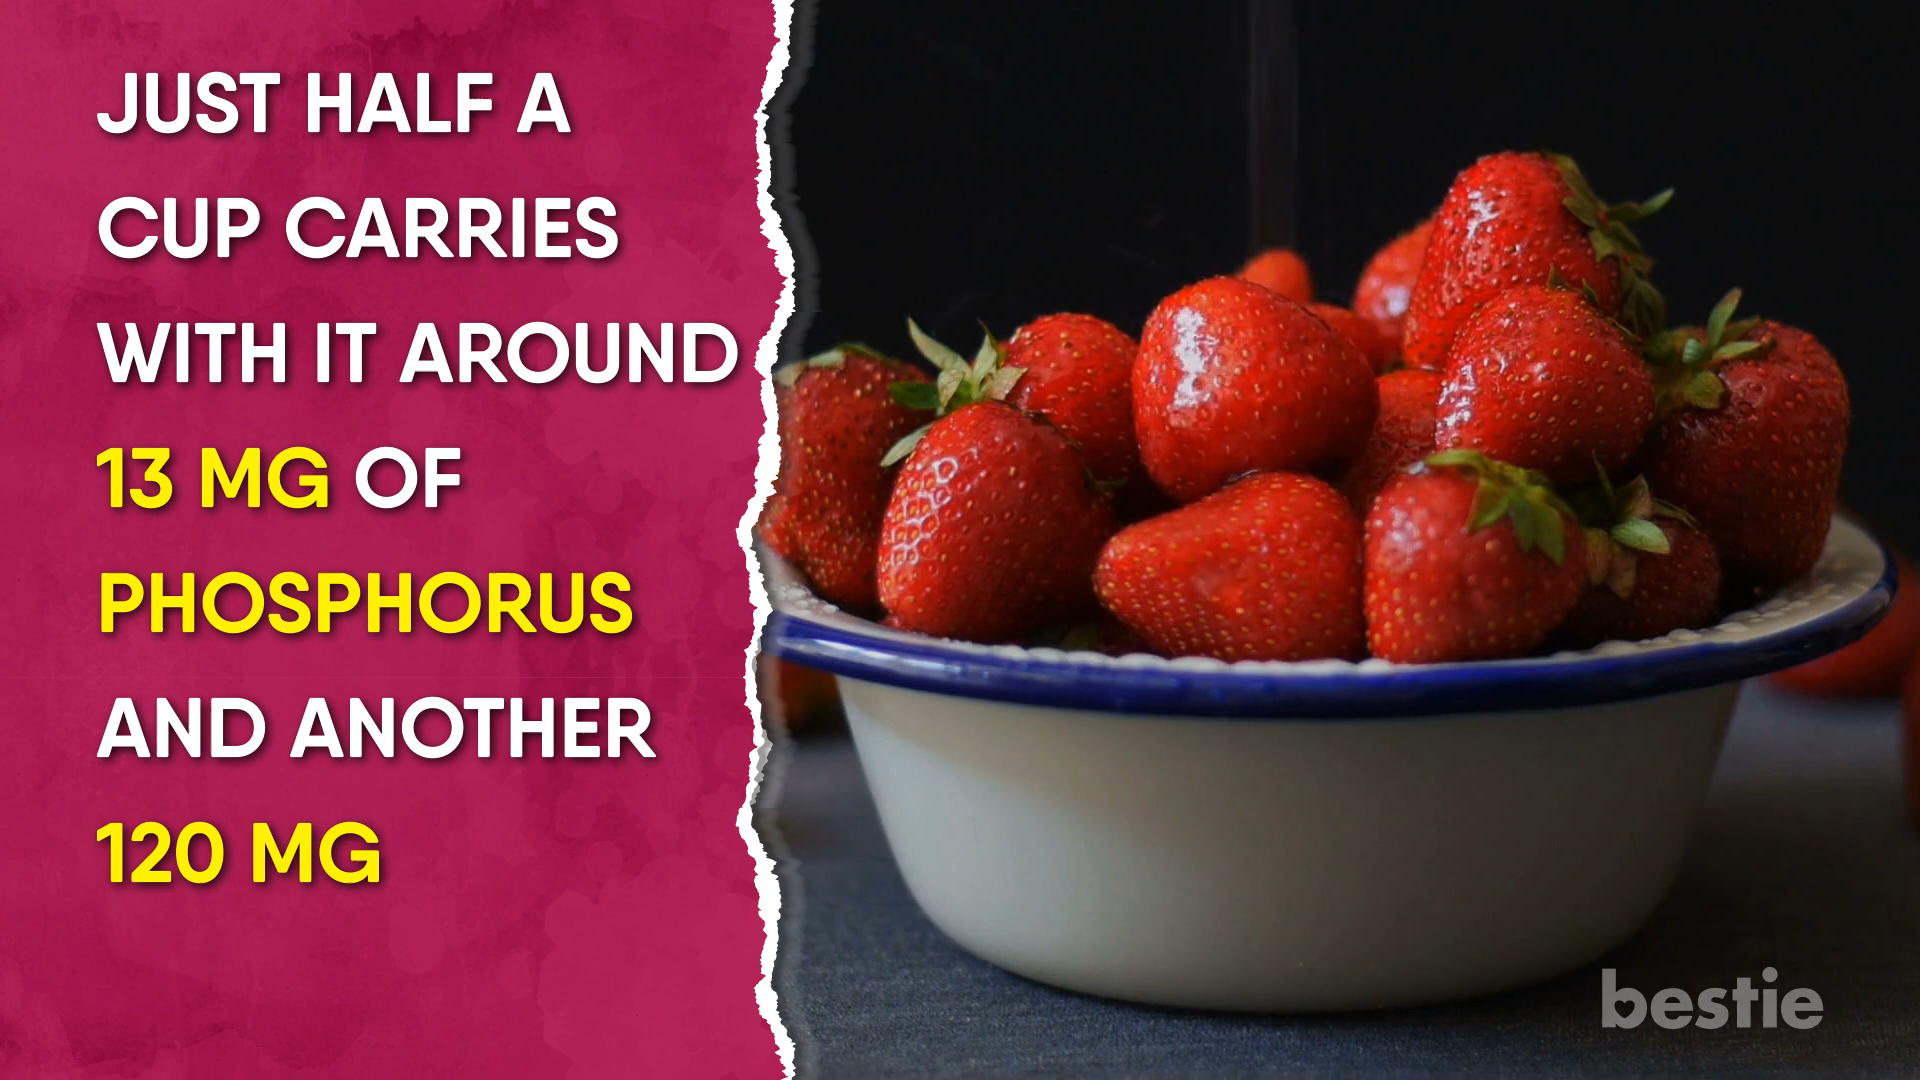 JUST HALF A
CUP CARRIES
WITH IT AROUND
13 MG OF
PHOSPHORUS
AND ANOTHER
120 MG
bestie